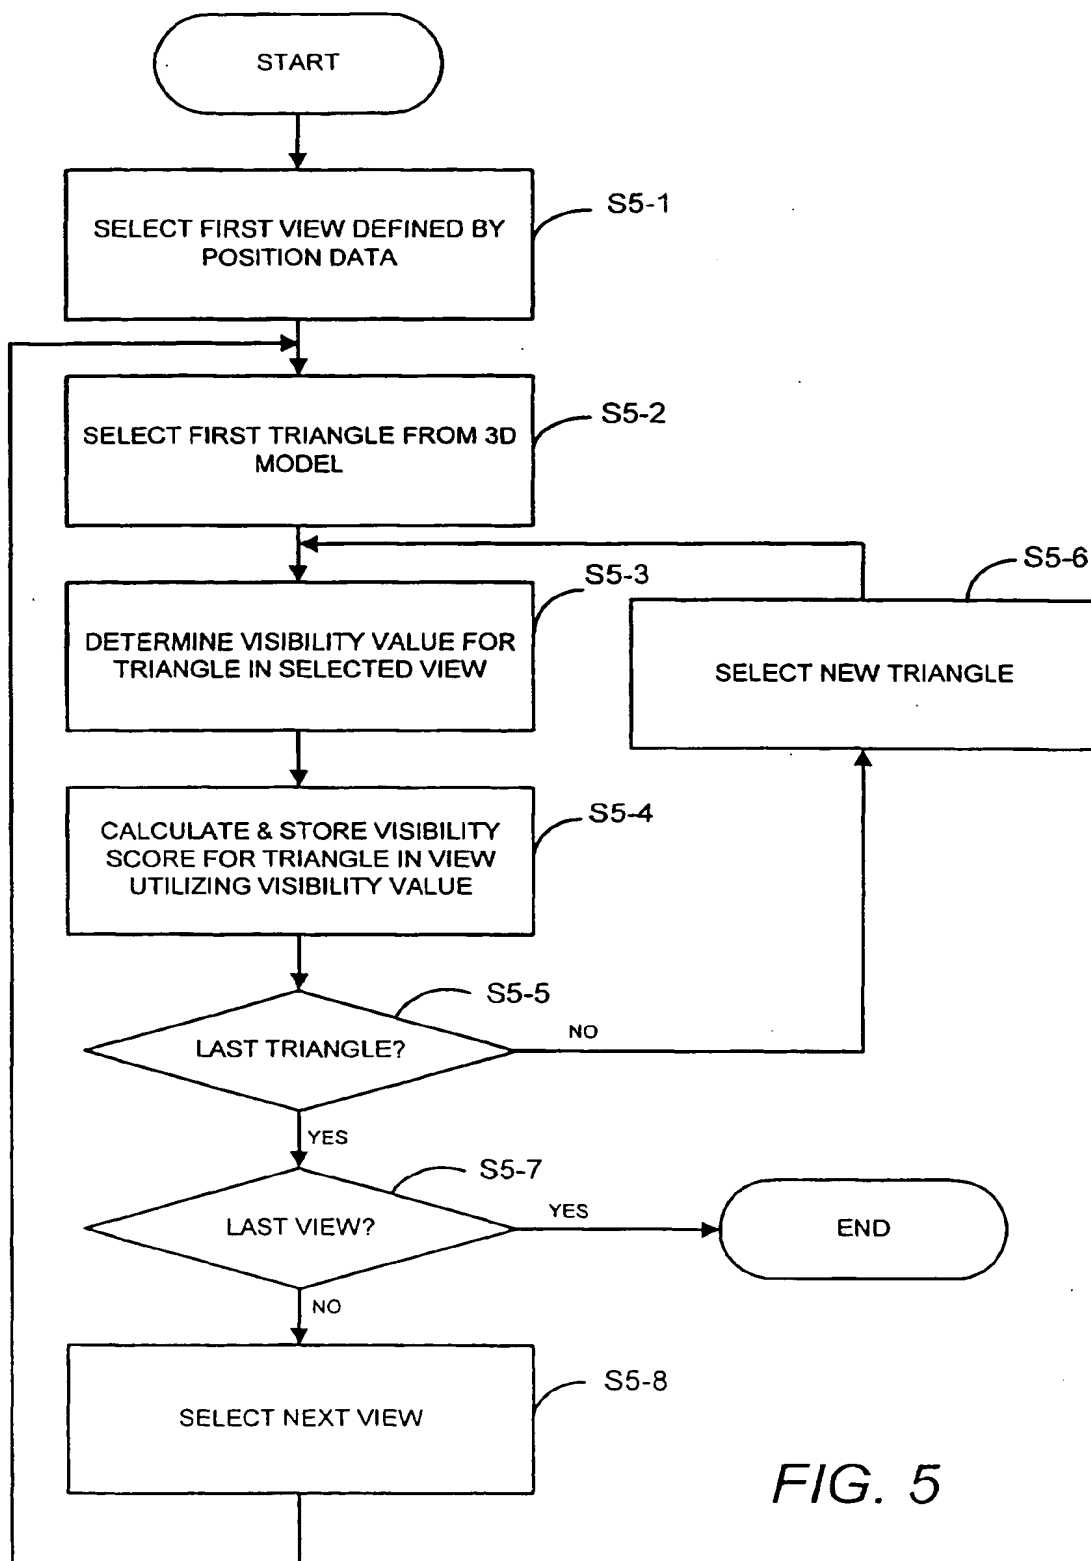 START
SELECT FIRST VIEW DEFINED BY
POSITION DATA
S5-1
SELECT FIRST TRIANGLE FROM 3D
MODEL
S5-2
DETERMINE VISIBILITY VALUE FOR
TRIANGLE IN SELECTED VIEW
S5-3
SELECT NEW TRIANGLE
S5-6
CALCULATE & STORE VISIBILITY
SCORE FOR TRIANGLE IN VIEW
UTILIZING VISIBILITY VALUE
S5-4
LAST TRIANGLE?
S5-5
NO
YES
LAST VIEW?
S5-7
YES
END
NO
SELECT NEXT VIEW
S5-8
FIG. 5